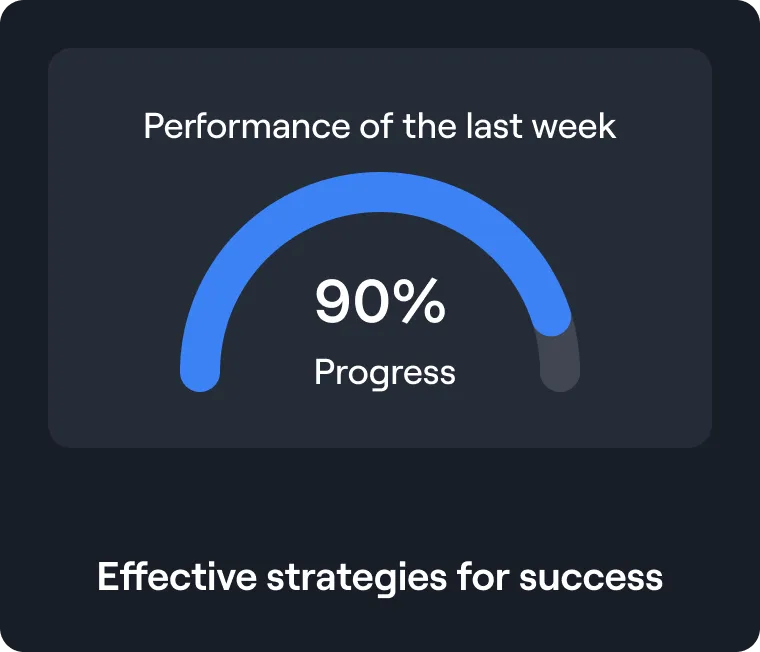 Performance of the last week
90%
Progress
Effective strategies for success